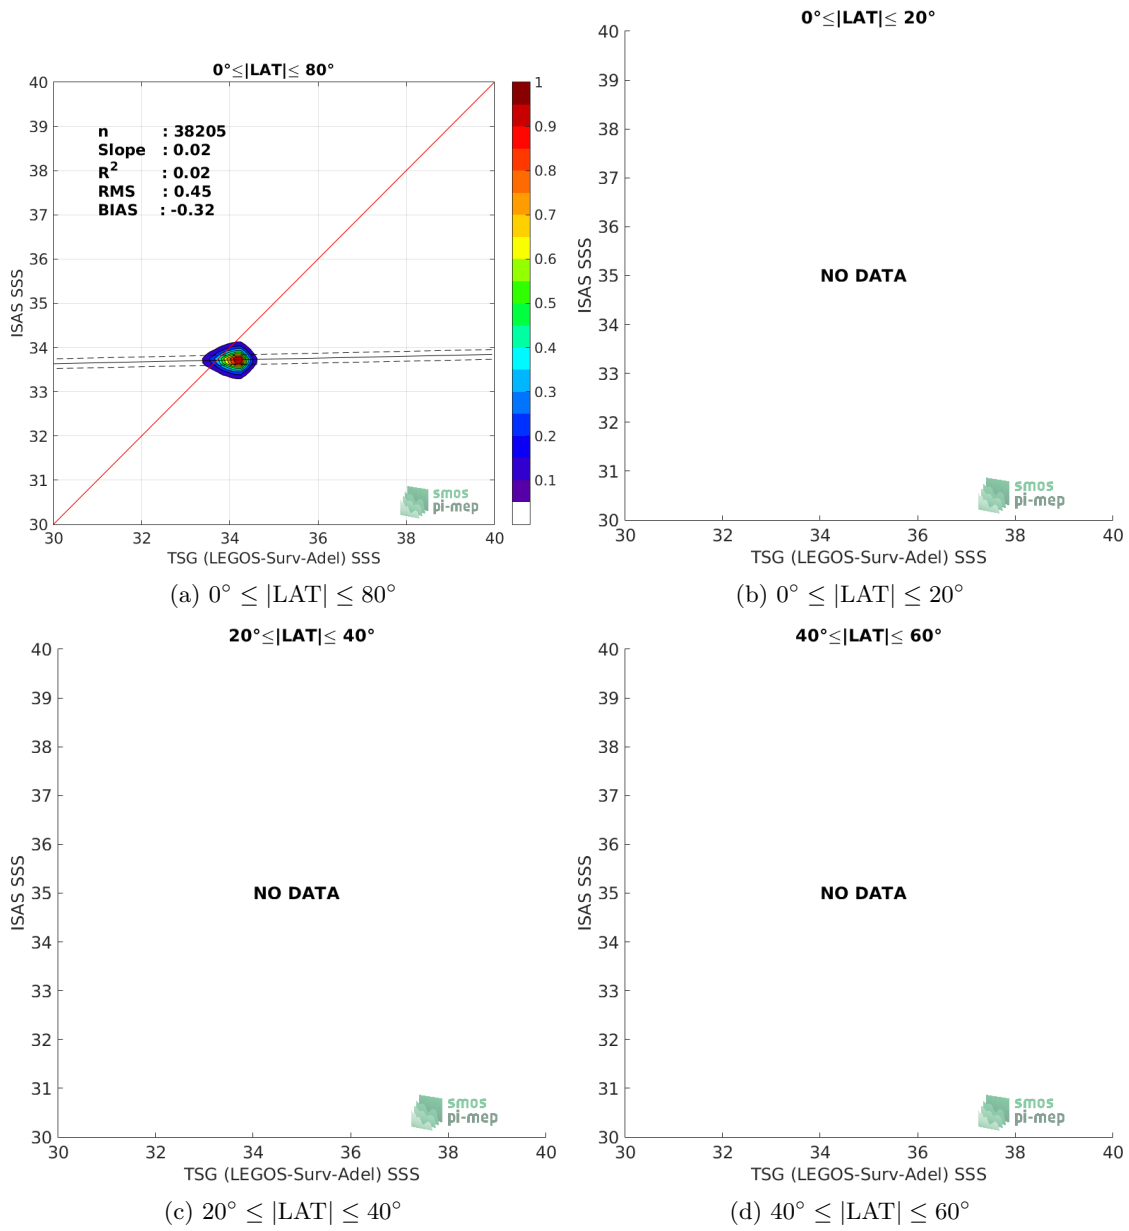 0°≤|LAT|≤ 80°
40
39
38
37
36
35
34
33
32
31
30
ISAS SSS
n : 38205
Slope : 0.02
R2 : 0.02
RMS : 0.45
BIAS : -0.32
1
0.9
0.8
0.7
0.6
0.5
0.4
0.3
0.2
0.1
smos
pi-mep
30 32 34 36 38 40
TSG (LEGOS-Surv-Adel) SSS
(a) 0° ≤ |LAT| ≤ 80°
0°≤|LAT|≤ 20°
40
39
38
37
36
35
34
33
32
31
30
ISAS SSS
NO DATA
smos
pi-mep
30 32 34 36 38 40
TSG (LEGOS-Surv-Adel) SSS
(b) 0° ≤ |LAT| ≤ 20°
20°≤|LAT|≤ 40°
40
39
38
37
36
35
34
33
32
31
30
ISAS SSS
NO DATA
smos
pi-mep
30 32 34 36 38 40
TSG (LEGOS-Surv-Adel) SSS
(c) 20° ≤ |LAT| ≤ 40°
40°≤|LAT|≤ 60°
40
39
38
37
36
35
34
33
32
31
30
ISAS SSS
NO DATA
smos
pi-mep
30 32 34 36 38 40
TSG (LEGOS-Surv-Adel) SSS
(d) 40° ≤ |LAT| ≤ 60°